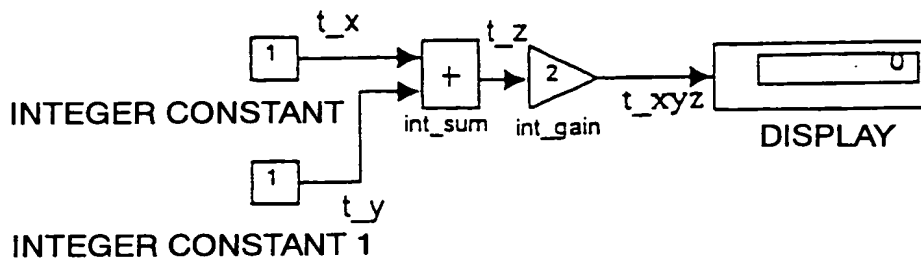 t_x
1
INTEGER CONSTANT
t_y
1
INTEGER CONSTANT 1
+
int_sum
t_z
2
int_gain
t_xyz
0
DISPLAY